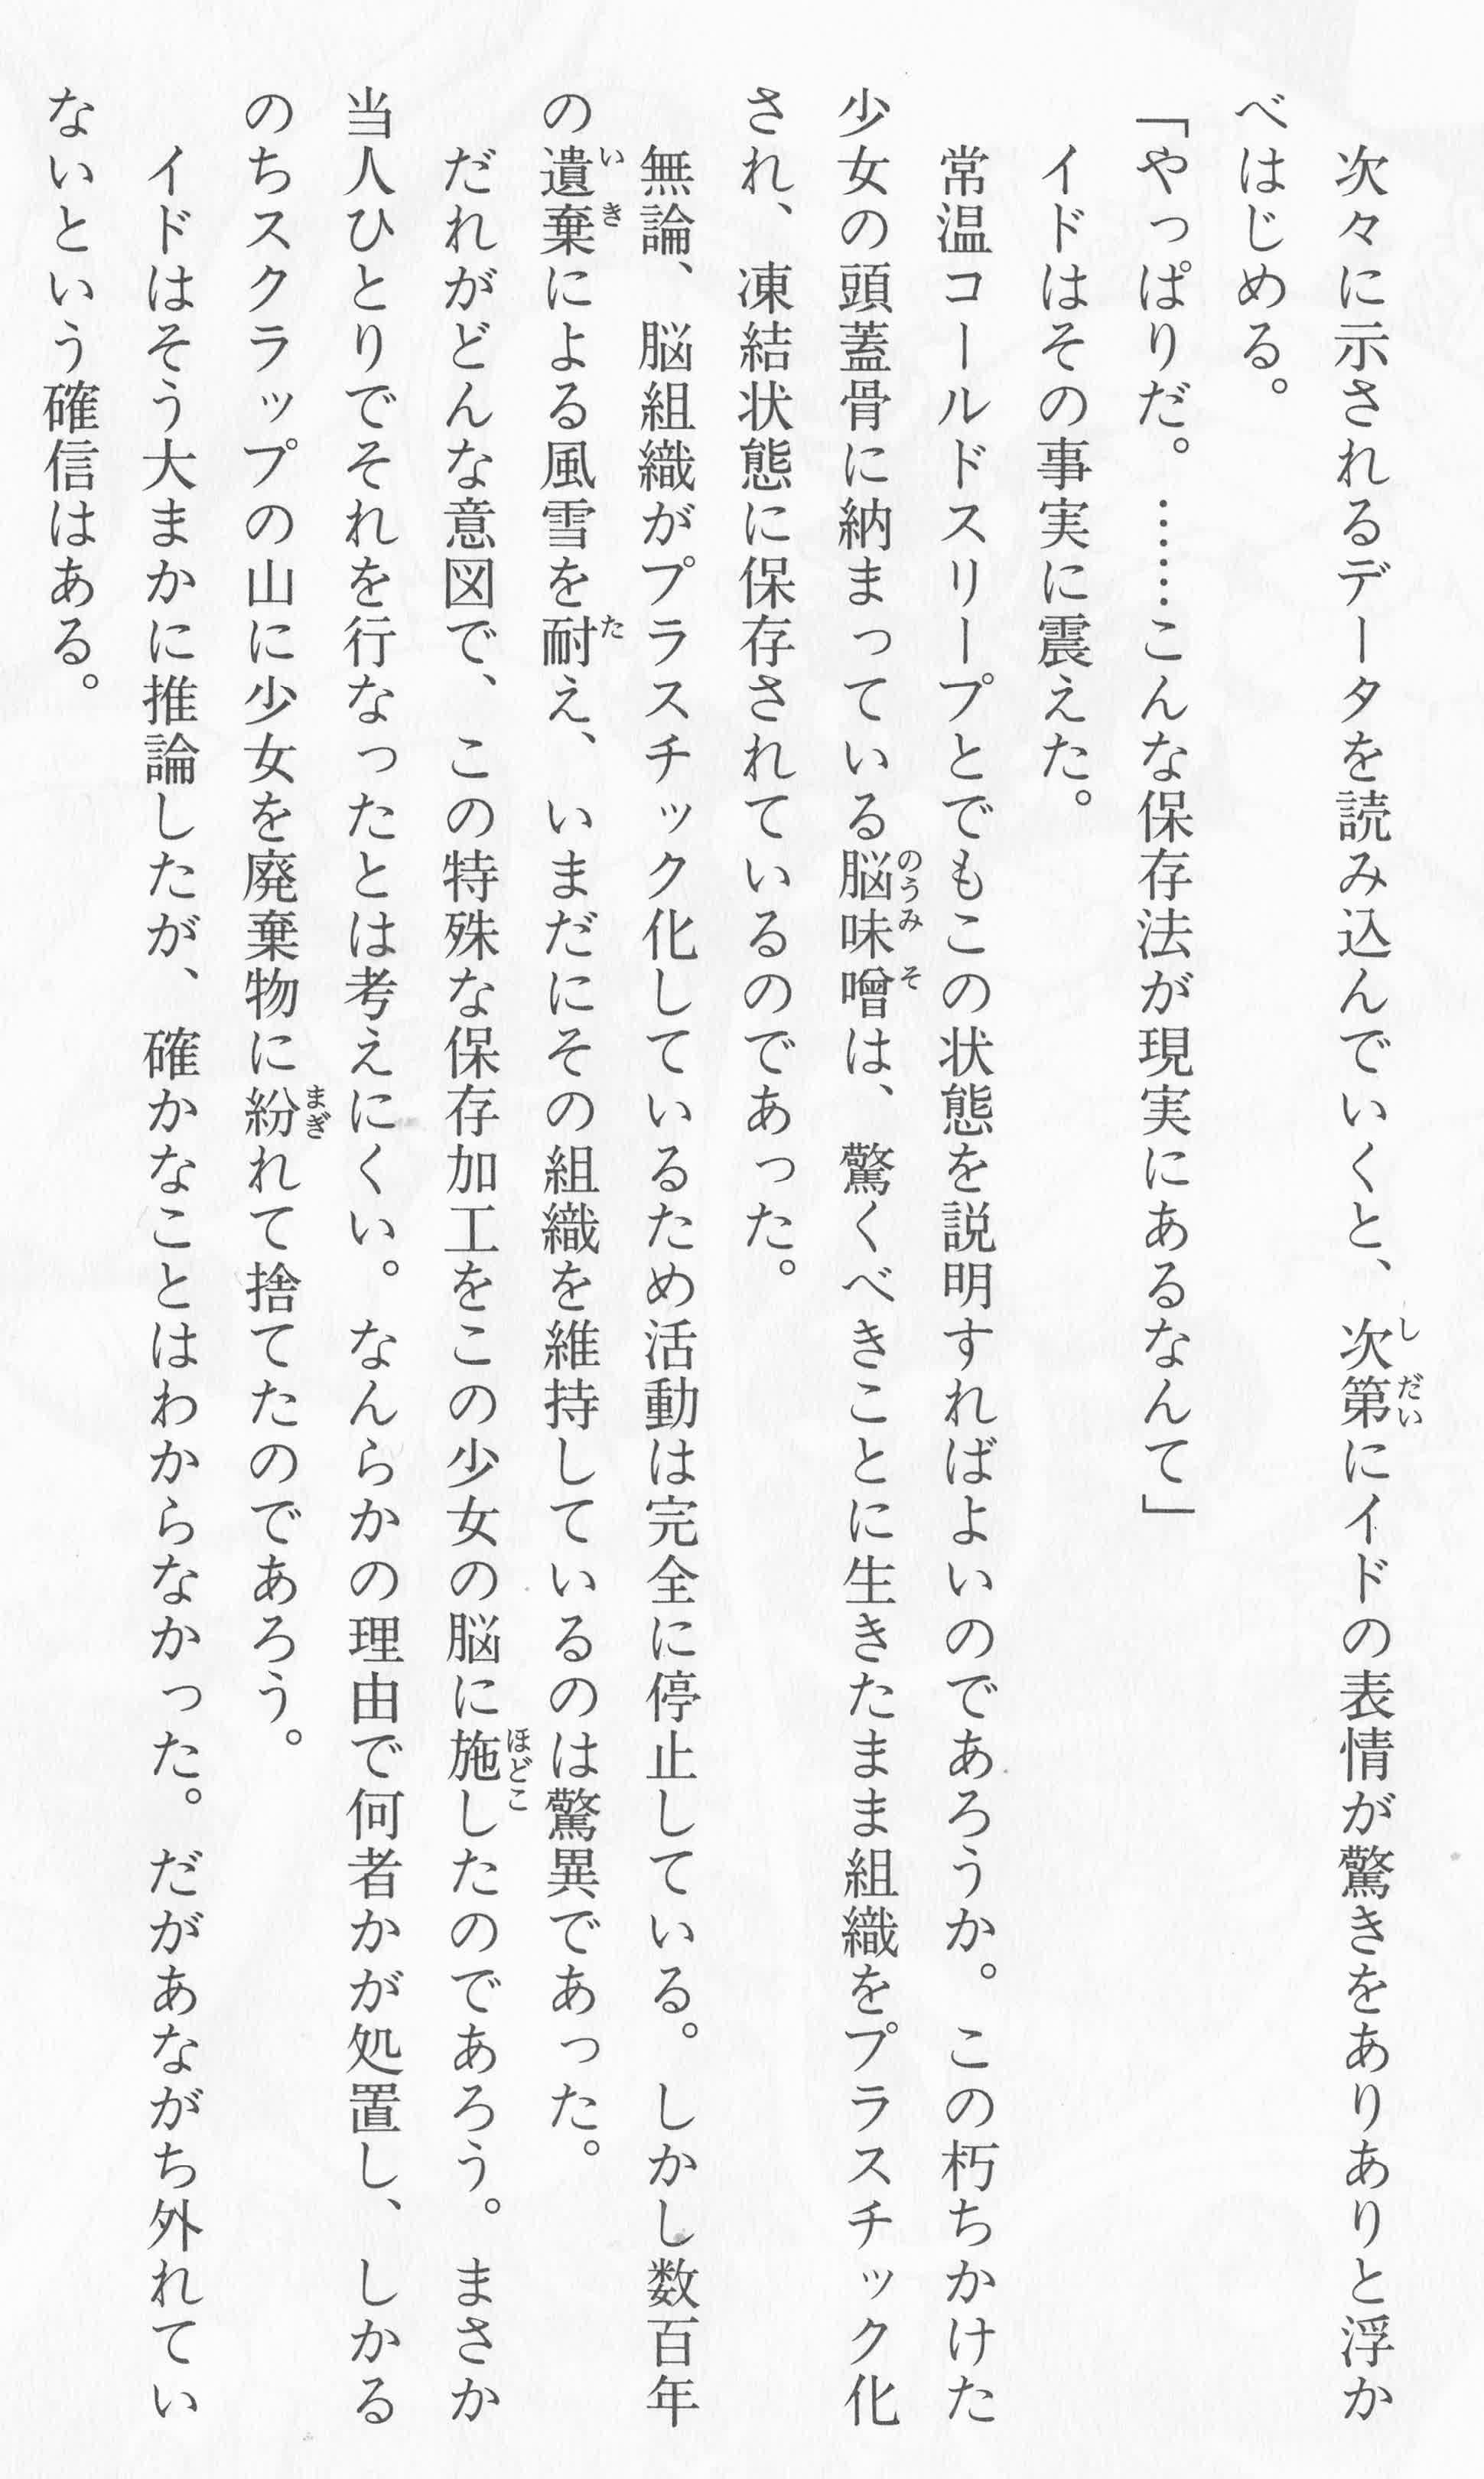 次々に示されるデータを読み込んでいくと、次第にイドの表情が驚きをありありと浮か
べはじめる。
「やっぱりだ。……こんな保存法が現実にあるなんて」
イドはその事実に震えた。
常温コールドスリープとでもこの状態を説明すればよいのであろうか。この朽ちかけた
少女の頭蓋骨に納まっている脳味噌は、驚くべきことに生きたまま組織をプラスチック化
され、凍結状態に保存されているのであった。
無論、脳組織がプラスチック化しているため活動は完全に停止している。しかし数百年
の遺棄による風雪を耐え、いまだにその組織を維持しているのは驚異であった。
だれがどんな意図で、この特殊な保存加工をこの少女の脳に施したのであろう。まさか
当人ひとりでそれを行なったとは考えにくい。なんらかの理由で何者かが処置し、しかる
のちスクラップの山に少女を廃棄物に紛れて捨てたのであろう。
イドはそう大まかに推論したが、確かなことはわからなかった。だがあながち外れてい
ないという確信はある。